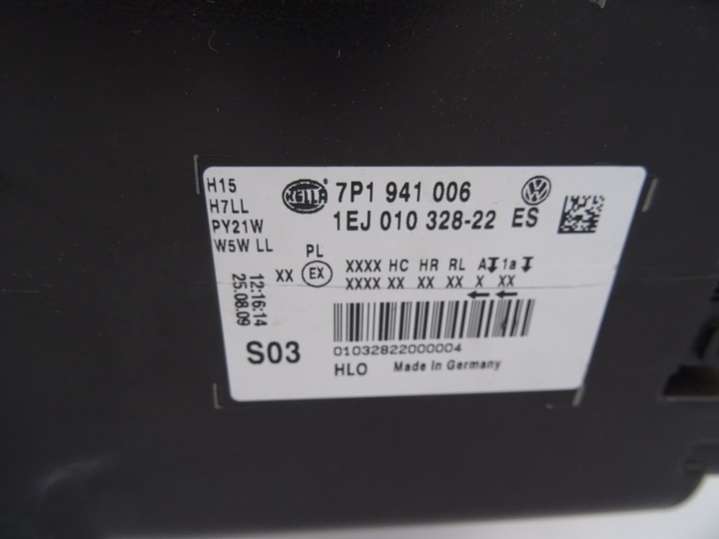 H15
H7LL
PY21W
W5W LL
HELLA
7P1 941 006
1EJ 010 328-22 ES
PL
XX EX
XXXX HC HR RL A 1a
XXXX XX XX XX X XX
12:16:14
25.08.09
S03
01032822000004
HLO Made In Germany